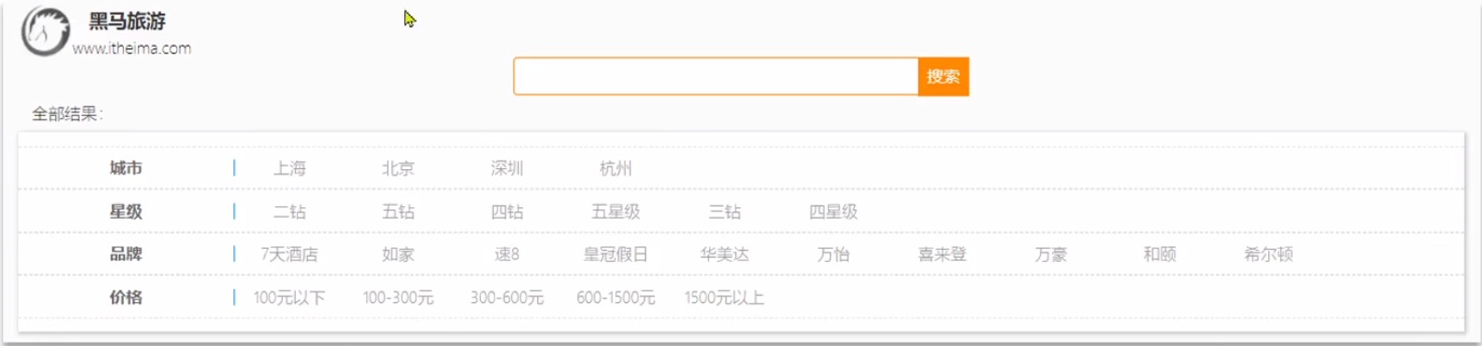 黑马旅游
www.itheima.com
搜索
全部结果：
城市 上海 北京 深圳 杭州
星级 二钻 五钻 四钻 五星级 三钻 四星级
品牌 7天酒店 如家 速8 皇冠假日 华美达 万怡 喜来登 万豪 和颐 希尔顿
价格 100元以下 100-300元 300-600元 600-1500元 1500元以上